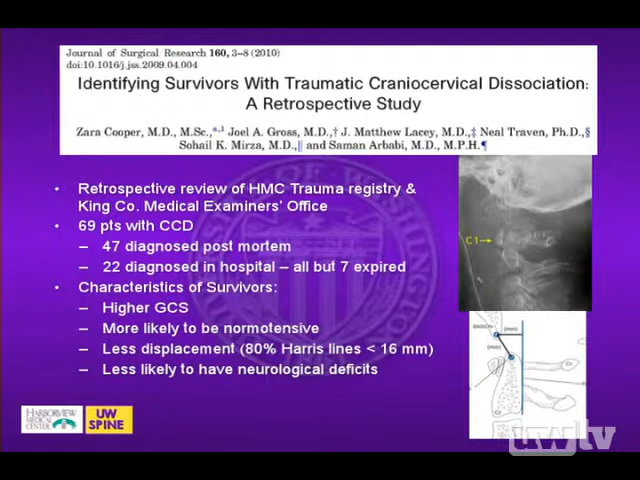 Journal of Surgical Research 160, 3–8 (2010)
doi:10.1016/j.jss.2009.04.004
Identifying Survivors With Traumatic Craniocervical Dissociation:
A Retrospective Study
Zara Cooper, M.D., M.Sc.,*,1 Joel A. Gross, M.D.,† J. Matthew Lacey, M.D.,‡ Neal Traven, Ph.D.,§
Sohail K. Mirza, M.D.,‖ and Saman Arbabi, M.D., M.P.H.¶
• Retrospective review of HMC Trauma registry &
King Co. Medical Examiners' Office
• 69 pts with CCD
– 47 diagnosed post mortem
– 22 diagnosed in hospital – all but 7 expired
• Characteristics of Survivors:
– Higher GCS
– More likely to be normotensive
– Less displacement (80% Harris lines < 16 mm)
– Less likely to have neurological deficits
C1
BASION
(mm)
(mm)
C1
C2
HARBORVIEW
MEDICAL
CENTER
UW
SPINE
uwtv